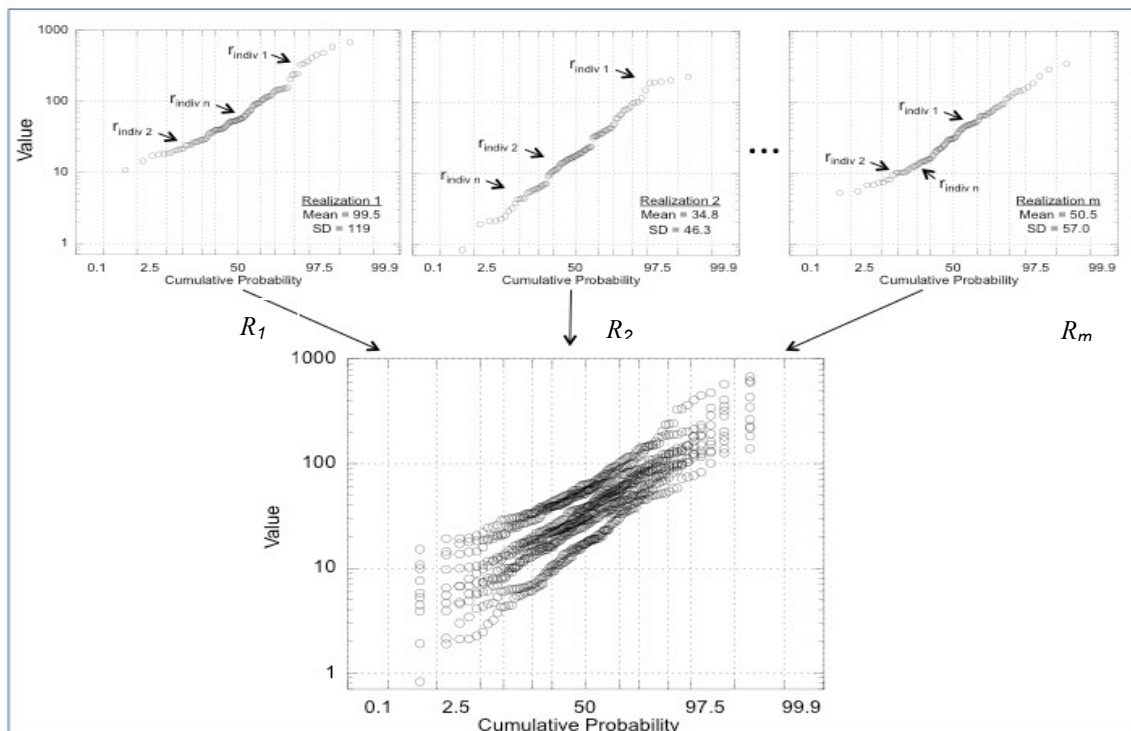 1000
100
10
1
Value
r indiv 1
r indiv n
r indiv 2
Realization 1
Mean = 99.5
SD = 119
0.1 2.5 50 97.5 99.9
Cumulative Probability
r indiv 1
r indiv 2
r indiv n
Realization 2
Mean = 34.8
SD = 46.3
0.1 2.5 50 97.5 99.9
Cumulative Probability
...
r indiv 1
r indiv 2
r indiv n
Realization m
Mean = 50.5
SD = 57.0
0.1 2.5 50 97.5 99.9
Cumulative Probability
R1
R2
Rm
1000
100
10
1
Value
0.1 2.5 50 97.5 99.9
Cumulative Probability